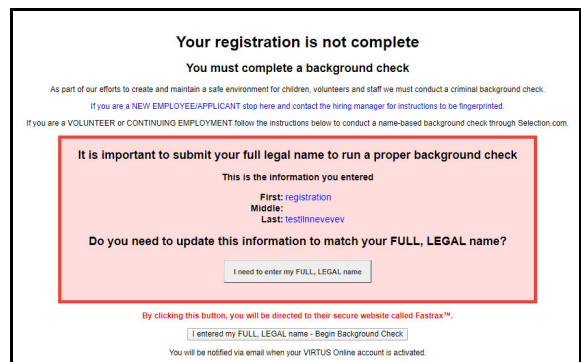 Your registration is not complete
You must complete a background check
As part of our efforts to create and maintain a safe environment for children, volunteers and staff we must conduct a criminal background check.
If you are a NEW EMPLOYEE/APPLICANT stop here and contact the hiring manager for instructions to be fingerprinted.
If you are a VOLUNTEER or CONTINUING EMPLOYMENT follow the instructions below to conduct a name-based background check through Selection.com.
It is important to submit your full legal name to run a proper background check
This is the information you entered
First: registration
Middle:
Last: testlinnevevev
Do you need to update this information to match your FULL, LEGAL name?
I need to enter my FULL, LEGAL name
By clicking this button, you will be directed to their secure website called Fastrax™.
I entered my FULL, LEGAL name - Begin Background Check
You will be notified via email when your VIRTUS Online account is activated.